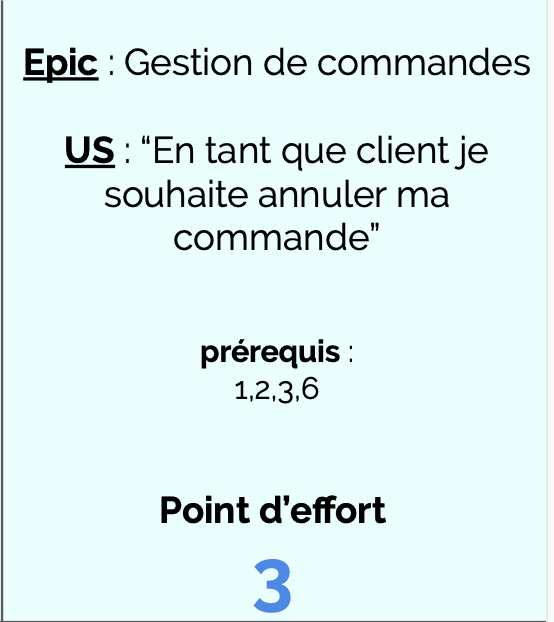 Epic : Gestion de commandes
US : “En tant que client je
souhaite annuler ma
commande”
prérequis :
1,2,3,6
Point d’effort
3